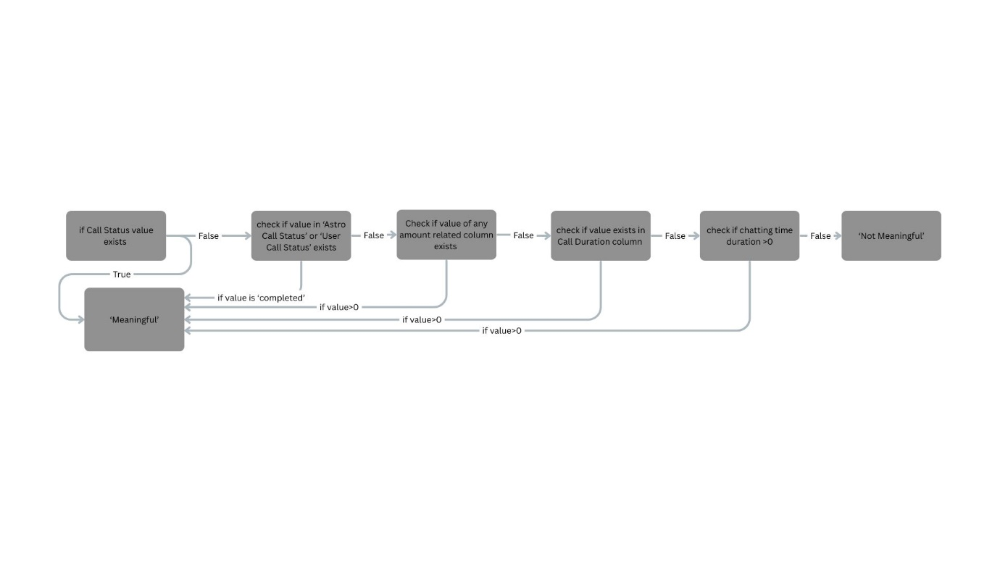 if Call Status value
exists
False
check if value in ‘Astro
Call Status’ or ‘User
Call Status’ exists
False
Check if value of any
amount related column
exists
False
check if value exists in
Call Duration column
False
check if chatting time
duration >0
False
‘Not Meaningful’
True
‘Meaningful’
if value is ‘completed’
if value>0
if value>0
if value>0